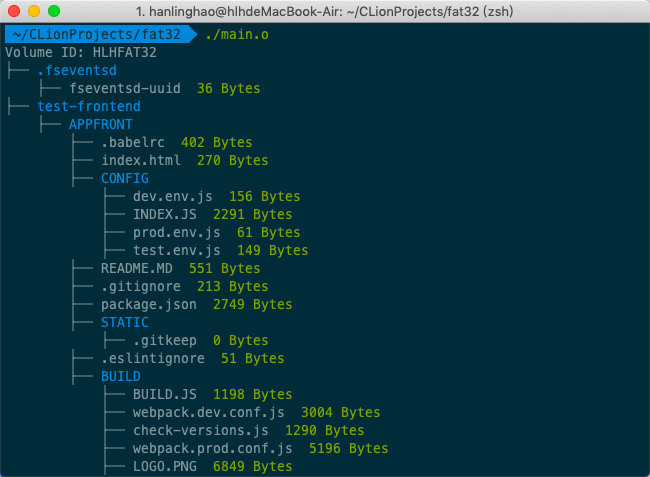 1. hanlinghao@hlhdeMacBook-Air: ~/CLionProjects/fat32 (zsh)
~/CLionProjects/fat32 ./main.o
Volume ID: HLHFAT32
├── .fseventsd
├── fseventsd-uuid 36 Bytes
├── test-frontend
├── APPFRONT
├── .babelrc 402 Bytes
├── index.html 270 Bytes
├── CONFIG
├── dev.env.js 156 Bytes
├── INDEX.JS 2291 Bytes
├── prod.env.js 61 Bytes
├── test.env.js 149 Bytes
├── README.MD 551 Bytes
├── .gitignore 213 Bytes
├── package.json 2749 Bytes
├── STATIC
├── .gitkeep 0 Bytes
├── .eslintignore 51 Bytes
├── BUILD
├── BUILD.JS 1198 Bytes
├── webpack.dev.conf.js 3004 Bytes
├── check-versions.js 1290 Bytes
├── webpack.prod.conf.js 5196 Bytes
├── LOGO.PNG 6849 Bytes